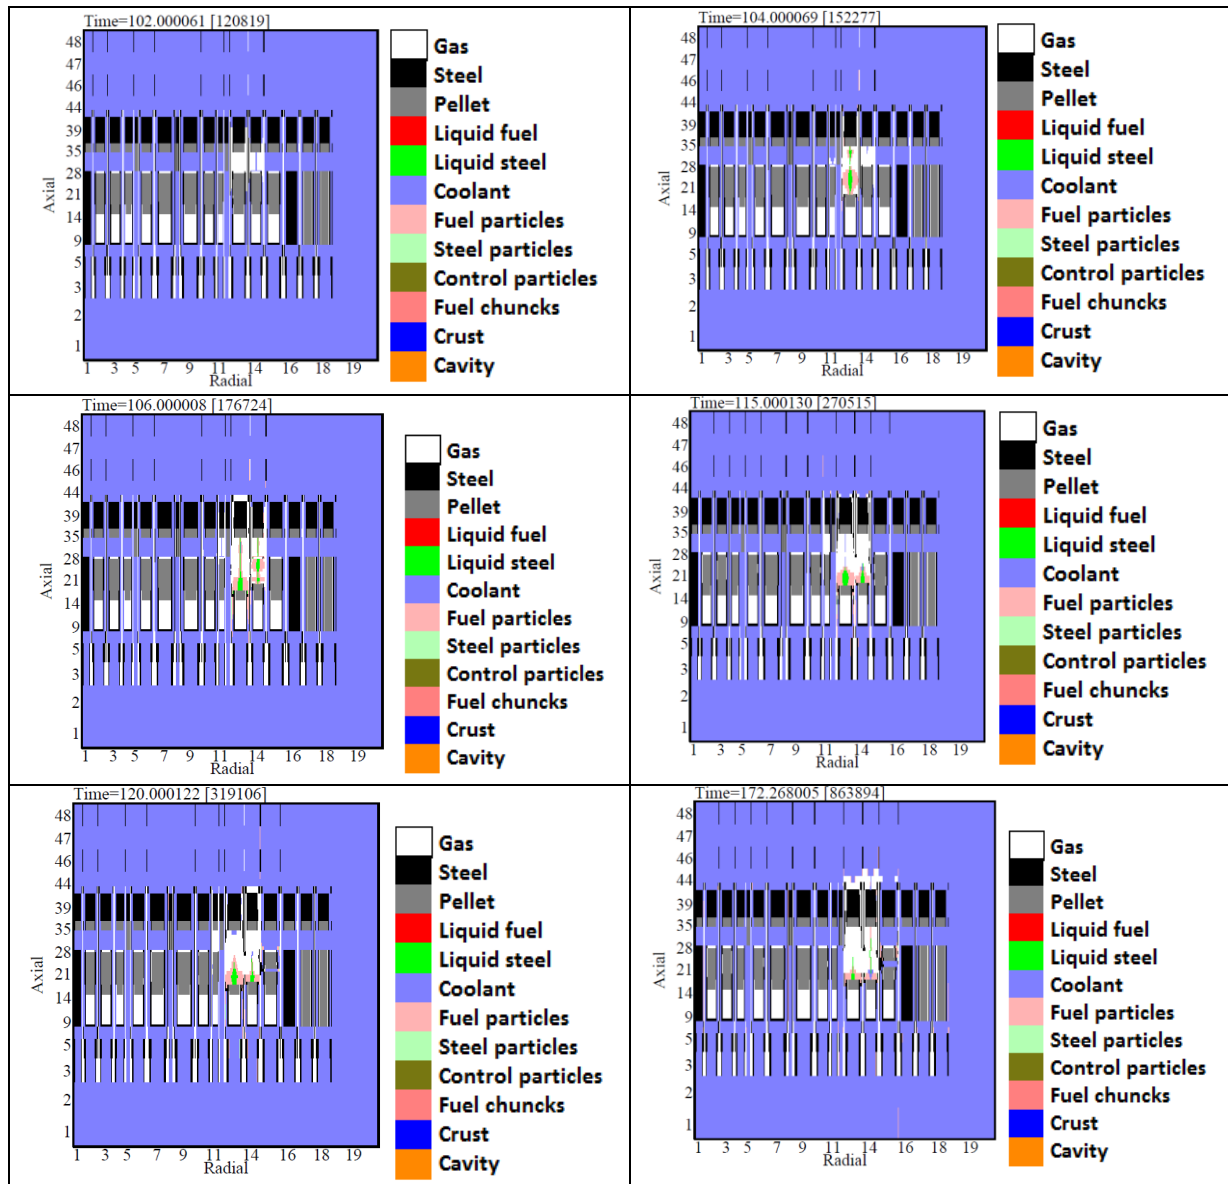 Time=102.000061 [120819]
48
47
46
44
39
35
28
21
14
9
5
3
2
1
Axial
1 3 5 7 9 11 14 16 18 19
Radial
Gas
Steel
Pellet
Liquid fuel
Liquid steel
Coolant
Fuel particles
Steel particles
Control particles
Fuel chuncks
Crust
Cavity
Time=104.000069 [152277]
48
47
46
44
39
35
28
21
14
9
5
3
2
1
Axial
1 3 5 7 9 11 14 16 18 19
Radial
Gas
Steel
Pellet
Liquid fuel
Liquid steel
Coolant
Fuel particles
Steel particles
Control particles
Fuel chuncks
Crust
Cavity
Time=106.000008 [176724]
48
47
46
44
39
35
28
21
14
9
5
3
2
1
Axial
1 3 5 7 9 11 14 16 18 19
Radial
Gas
Steel
Pellet
Liquid fuel
Liquid steel
Coolant
Fuel particles
Steel particles
Control particles
Fuel chuncks
Crust
Cavity
Time=115.000130 [270515]
48
47
46
44
39
35
28
21
14
9
5
3
2
1
Axial
1 3 5 7 9 11 14 16 18 19
Radial
Gas
Steel
Pellet
Liquid fuel
Liquid steel
Coolant
Fuel particles
Steel particles
Control particles
Fuel chuncks
Crust
Cavity
Time=120.000122 [319106]
48
47
46
44
39
35
28
21
14
9
5
3
2
1
Axial
1 3 5 7 9 11 14 16 18 19
Radial
Gas
Steel
Pellet
Liquid fuel
Liquid steel
Coolant
Fuel particles
Steel particles
Control particles
Fuel chuncks
Crust
Cavity
Time=172.268005 [863894]
48
47
46
44
39
35
28
21
14
9
5
3
2
1
Axial
1 3 5 7 9 11 14 16 18 19
Radial
Gas
Steel
Pellet
Liquid fuel
Liquid steel
Coolant
Fuel particles
Steel particles
Control particles
Fuel chuncks
Crust
Cavity